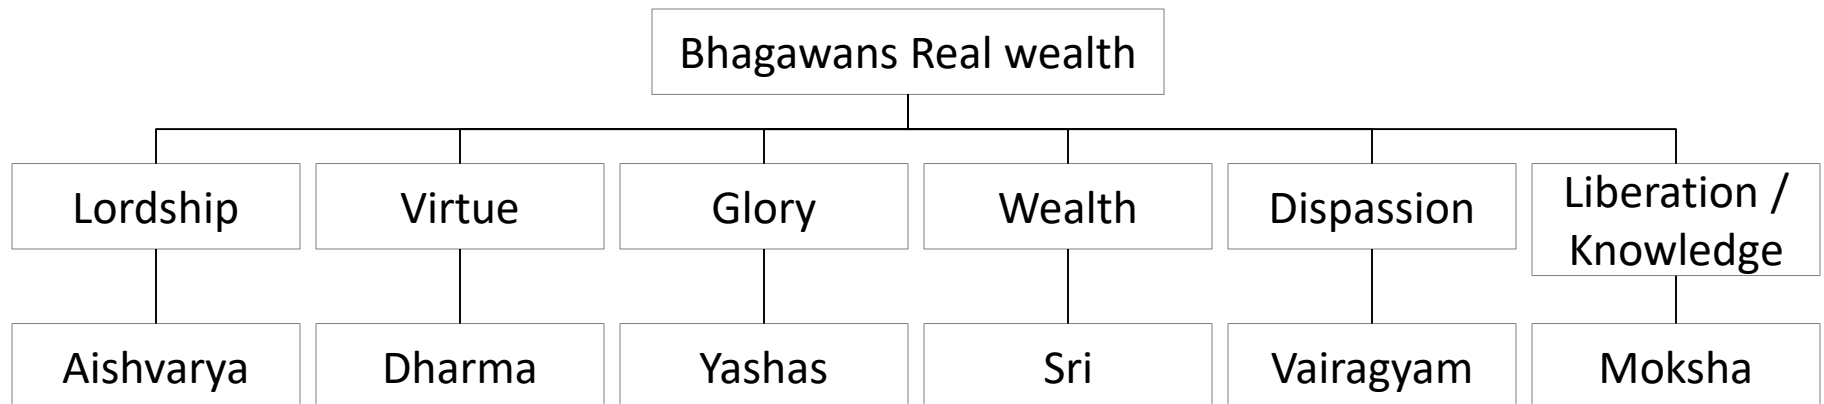 Bhagawans Real wealth
Lordship
Virtue
Glory
Wealth
Dispassion
Liberation /
Knowledge
Aishvarya
Dharma
Yashas
Sri
Vairagyam
Moksha